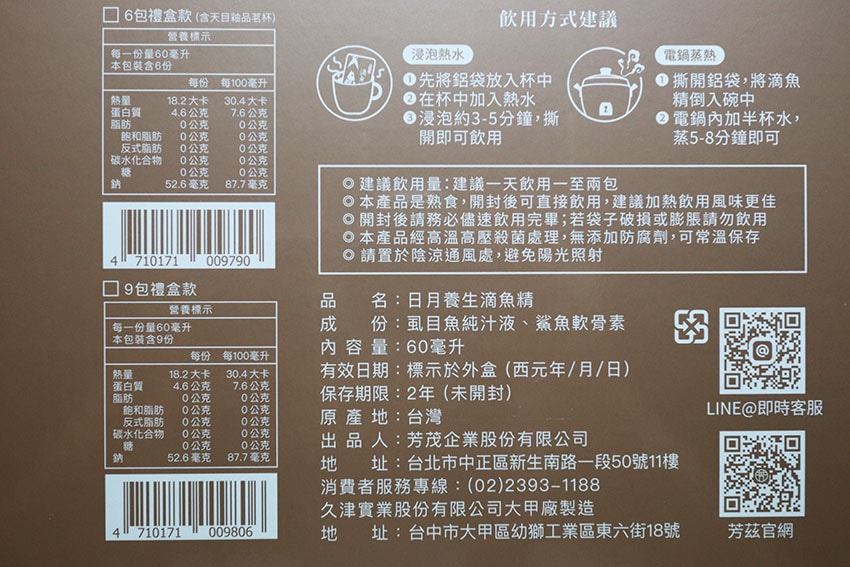 6包禮盒款 (含天目釉品茗杯)
營養標示
每一份量60毫升
本包裝含6份
每份 每100毫升
熱量 18.2大卡 30.4大卡
蛋白質 4.6公克 7.6公克
脂肪 0公克 0公克
飽和脂肪 0公克 0公克
反式脂肪 0公克 0公克
碳水化合物 0公克 0公克
糖 0公克 0公克
鈉 52.6毫克 87.7毫克
4 710171 009790
9包禮盒款
營養標示
每一份量60毫升
本包裝含9份
每份 每100毫升
熱量 18.2大卡 30.4大卡
蛋白質 4.6公克 7.6公克
脂肪 0公克 0公克
飽和脂肪 0公克 0公克
反式脂肪 0公克 0公克
碳水化合物 0公克 0公克
糖 0公克 0公克
鈉 52.6毫克 87.7毫克
4 710171 009806
飲用方式建議
浸泡熱水
❶先將鋁袋放入杯中
❷在杯中加入熱水
❸浸泡約3-5分鐘,撕
開即可飲用
電鍋蒸熱
❶撕開鋁袋,將滴魚
精倒入碗中
❷電鍋內加半杯水,
蒸5-8分鐘即可
◎建議飲用量:建議一天飲用一至兩包
◎本產品是熟食,開封後可直接飲用,建議加熱飲用風味更佳
◎開封後請務必儘速飲用完畢;若袋子破損或膨脹請勿飲用
◎本產品經高溫高壓殺菌處理,無添加防腐劑,可常溫保存
◎請置於陰涼通風處,避免陽光照射
品名:日月養生滴魚精
成份:虱目魚純汁液、鯊魚軟骨素
內容量:60毫升
有效日期:標示於外盒 (西元年/月/日)
保存期限:2年 (未開封)
原產地:台灣
出品人:芳茂企業股份有限公司
地址:台北市中正區新生南路一段50號11樓
消費者服務專線:(02)2393-1188
久津實業股份有限公司大甲廠製造
地址:台中市大甲區幼獅工業區東六街18號
LINE@即時客服
芳茲官網